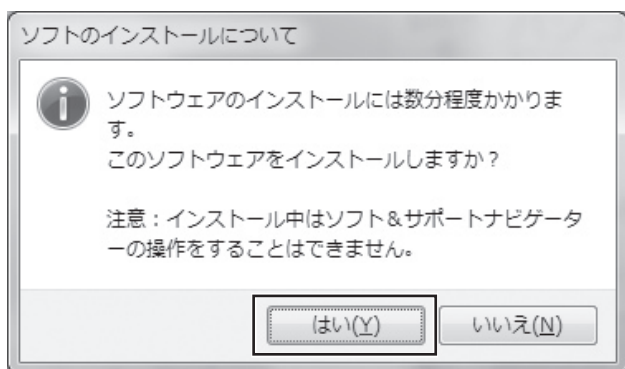 ソフトのインストールについて
ソフトウェアのインストールには数分程度かかりま
す。
このソフトウェアをインストールしますか？
注意：インストール中はソフト＆サポートナビゲータ
ーの操作をすることはできません。
はい(Y) いいえ(N)